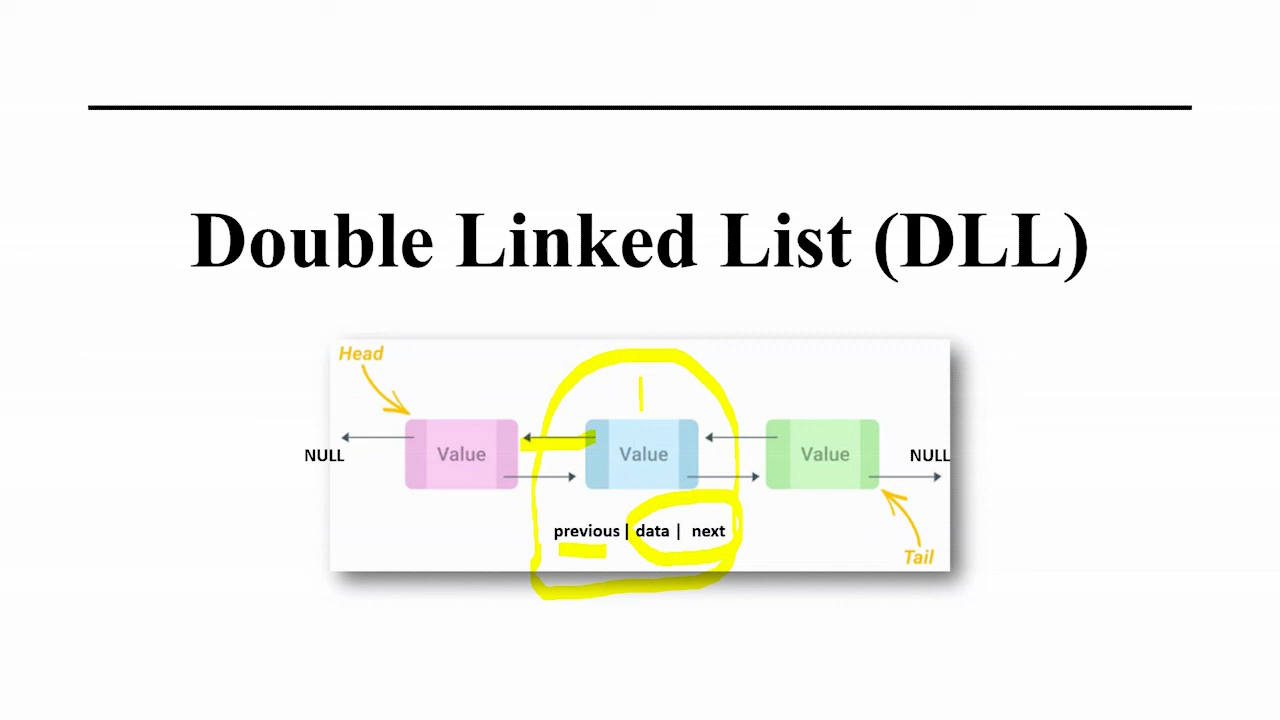 Double Linked List (DLL)
Head
Value Value Value
NULL NULL
previous | data | next
Tail